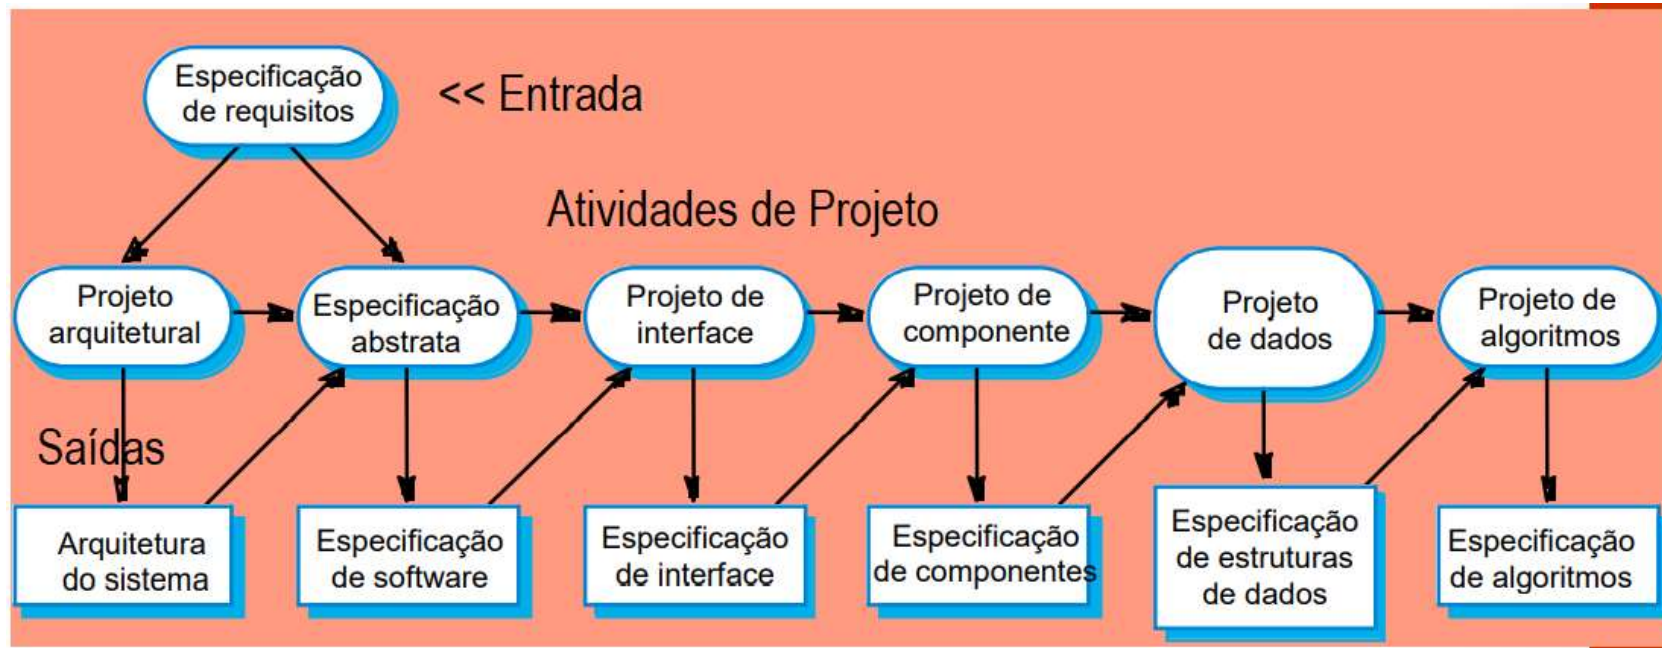 Especificação
de requisitos
<< Entrada
Atividades de Projeto
Projeto
arquitetural
Especificação
abstrata
Projeto de
interface
Projeto de
componente
Projeto
de dados
Projeto de
algoritmos
Saídas
Arquitetura
do sistema
Especificação
de software
Especificação
de interface
Especificação
de componentes
Especificação
de estruturas
de dados
Especificação
de algoritmos